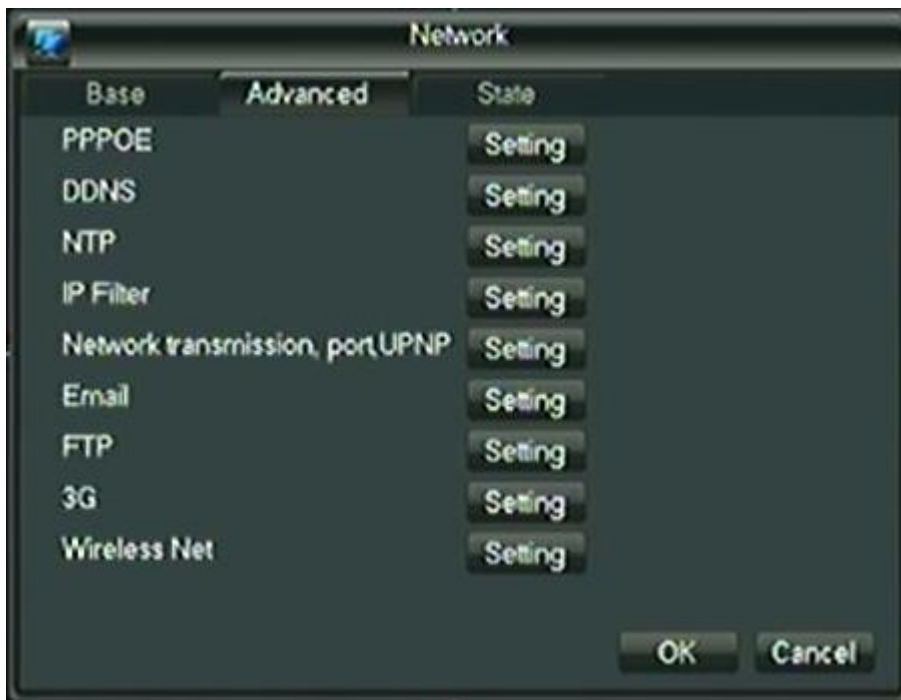 Network
Base Advanced State
PPPOE Setting
DDNS Setting
NTP Setting
IP Filter Setting
Network transmission, port,UPNP Setting
Email Setting
FTP Setting
3G Setting
Wireless Net Setting
OK Cancel